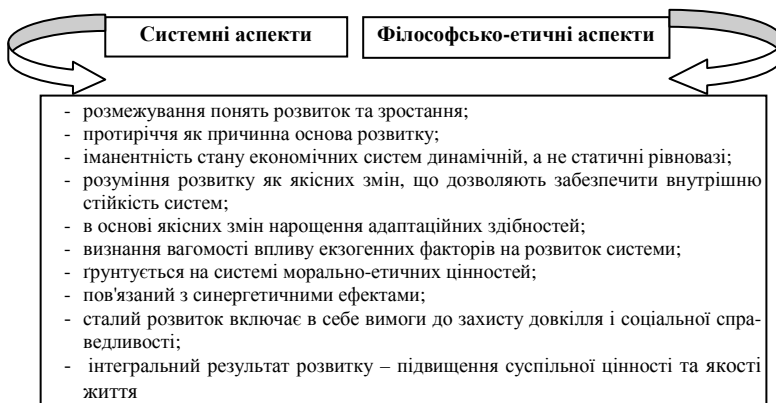 Системні аспекти
Філософсько-етичні аспекти
- розмежування понять розвиток та зростання;
- протиріччя як причинна основа розвитку;
- іманентність стану економічних систем динамічній, а не статичні рівновазі;
- розуміння розвитку як якісних змін, що дозволяють забезпечити внутрішню
стійкість систем;
- в основі якісних змін нарощення адаптаційних здібностей;
- визнання вагомості впливу екзогенних факторів на розвиток системи;
- ґрунтується на системі морально-етичних цінностей;
- пов'язаний з синергетичними ефектами;
- сталий розвиток включає в себе вимоги до захисту довкілля і соціальної спра-
ведливості;
- інтегральний результат розвитку – підвищення суспільної цінності та якості
життя